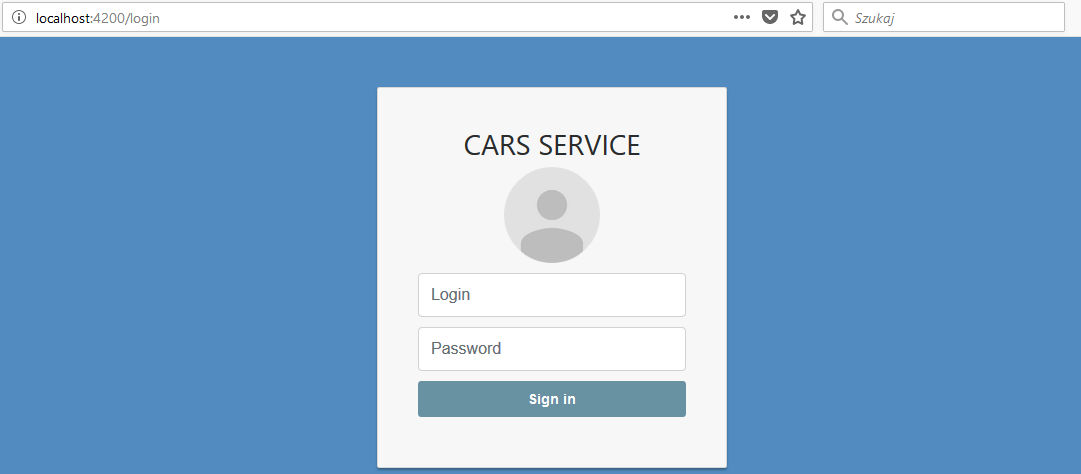 localhost:4200/login
Szukaj
CARS SERVICE
Login
Password
Sign in